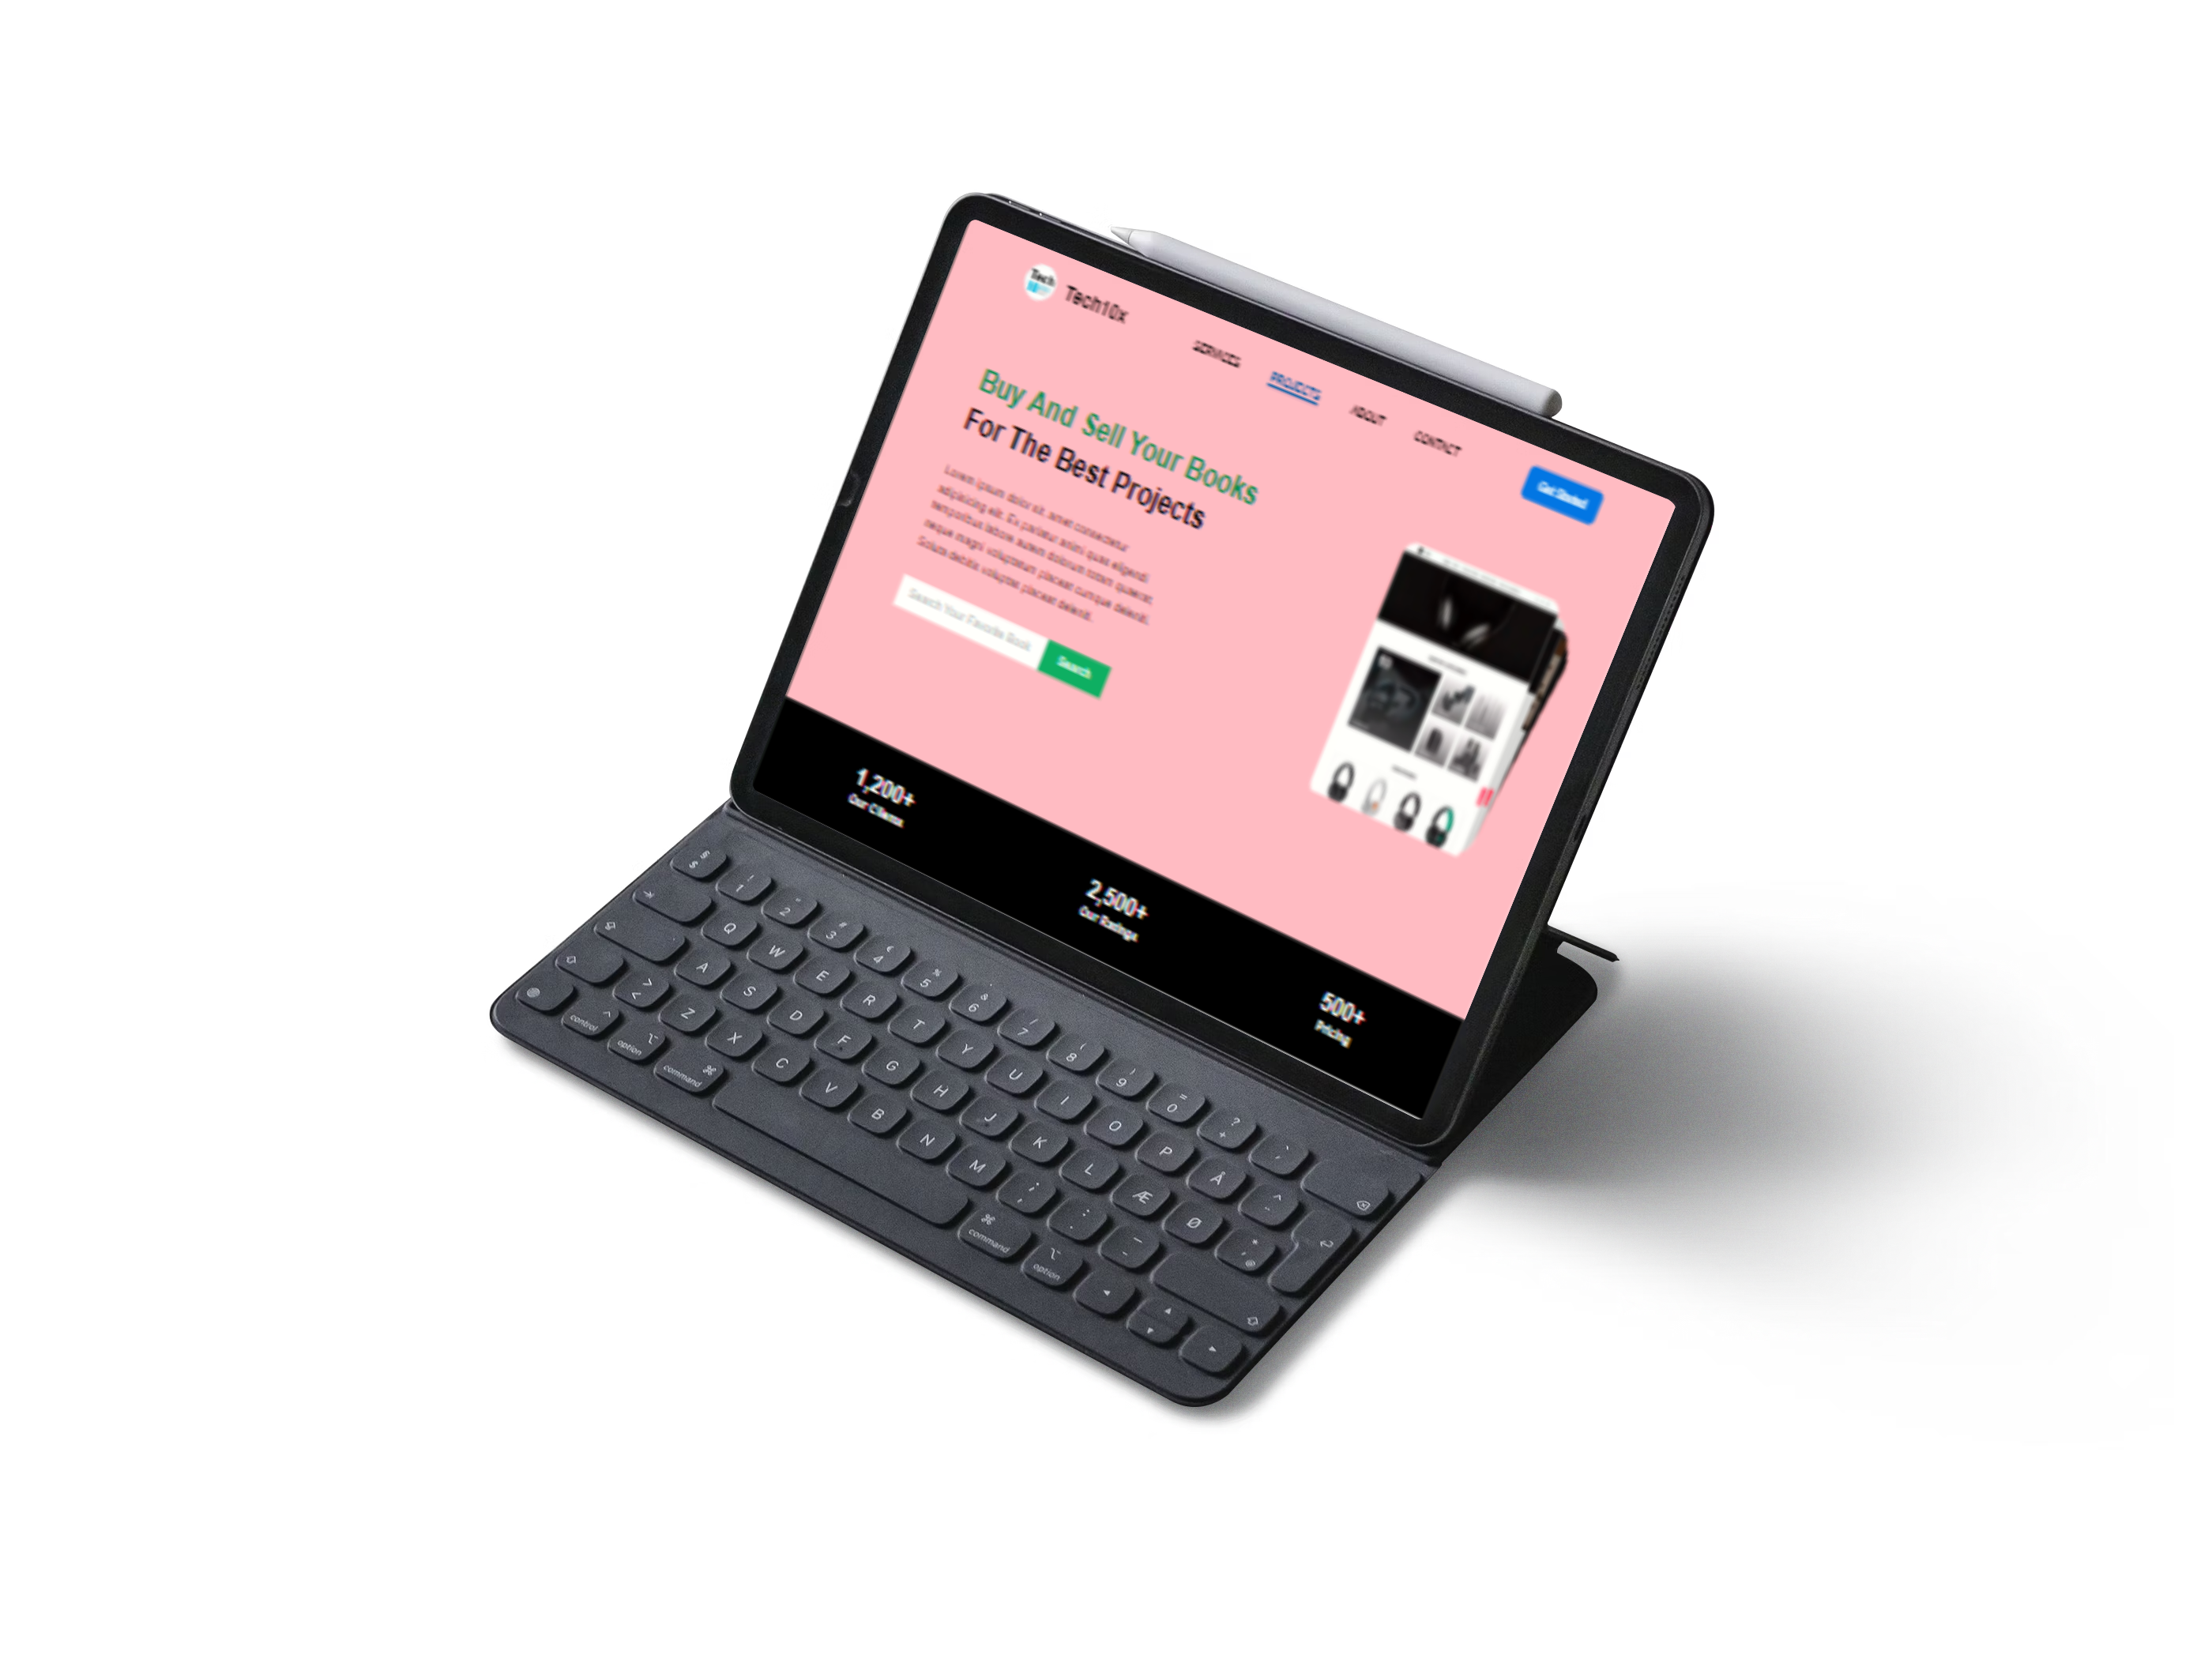 Tech
Tech10x
SERVICES
PROJECTS
ABOUT
CONTACT
Get Started
Buy And Sell Your Books
For The Best Projects
Lorem ipsum dolor sit, amet consectetur
adipisicing elit. Ex pariatur animi quas eligendi
temporibus labore autem dolorum totam quaerat,
neque magni voluptatum placeat cumque deleniti.
Soluta debitis voluptas placeat deleniti.
Search Your Favorite Book
Search
1,200+
Our Clients
2,500+
Our Ratings
500+
Pricing
§ $ ! 1 " 2 # 3 € 4 % 5 & 6 / 7 ( 8 ) 9 = 0 ? + `
Q W E R T Y U I O P Å ^
A S D F G H J K L Æ Ø *
> < Z X C V B N M ; , : . _ -
control option command command option